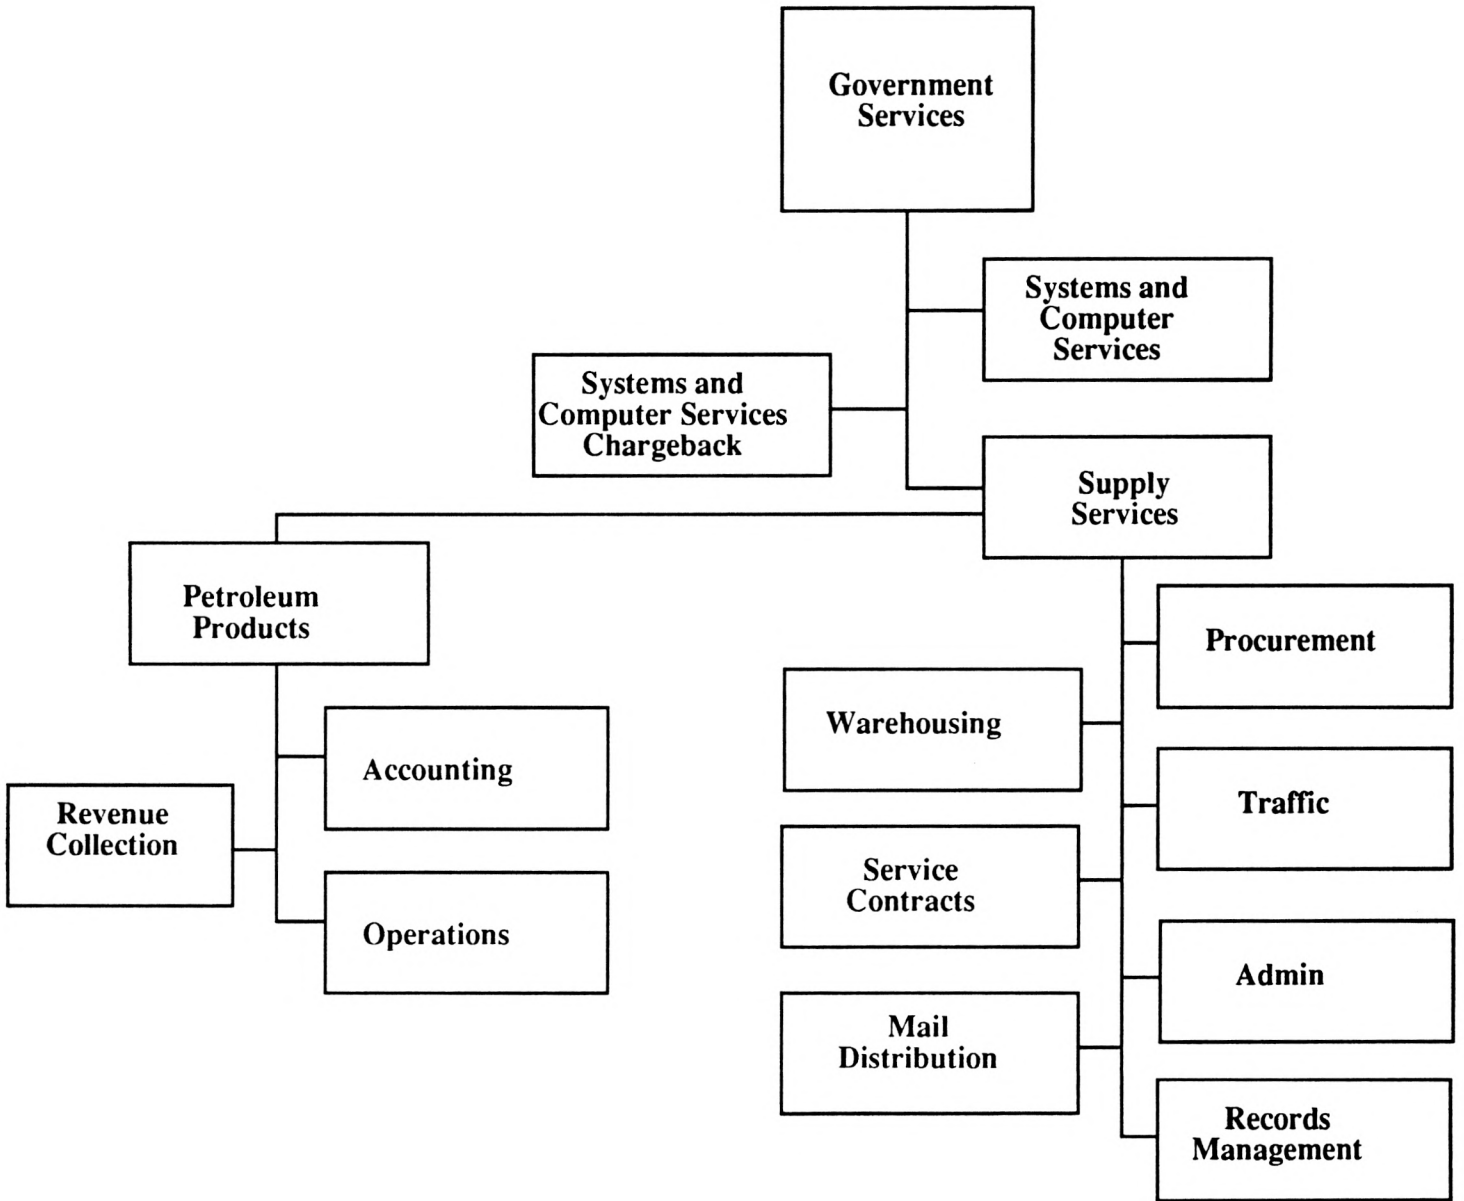 Government
Services
Systems and
Computer
Services
Systems and
Computer Services
Chargeback
Supply
Services
Petroleum
Products
Procurement
Warehousing
Accounting
Traffic
Revenue
Collection
Service
Contracts
Operations
Admin
Mail
Distribution
Records
Management